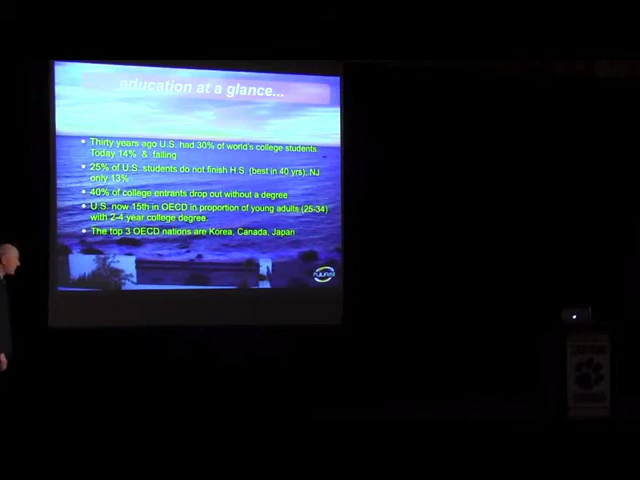 education at a glance...
• Thirty years ago U.S. had 30% of world's college students.
Today 14% & falling
• 25% of U.S. students do not finish H.S. (best in 40 yrs), NJ
only 13%
• 40% of college entrants drop out without a degree
• U.S. now 15th in OECD in proportion of young adults (25-34)
with 2-4 year college degree.
• The top 3 OECD nations are Korea, Canada, Japan